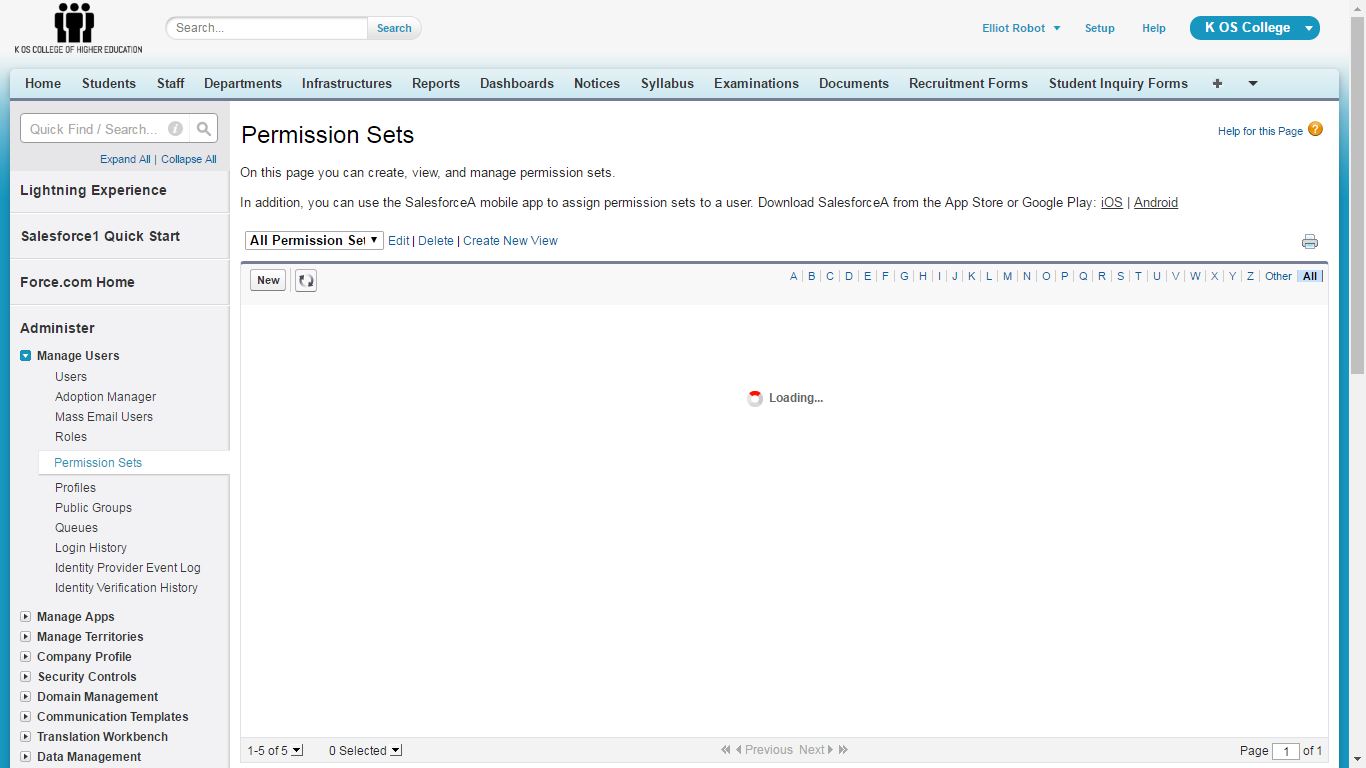 K OS COLLEGE OF HIGHER EDUCATION
Search...
Search
Elliot Robot
Setup
Help
K OS College
Home Students Staff Departments Infrastructures Reports Dashboards Notices Syllabus Examinations Documents Recruitment Forms Student Inquiry Forms +
Quick Find / Search...
Expand All | Collapse All
Lightning Experience
Salesforce1 Quick Start
Force.com Home
Administer
Manage Users
Users
Adoption Manager
Mass Email Users
Roles
Permission Sets
Profiles
Public Groups
Queues
Login History
Identity Provider Event Log
Identity Verification History
Manage Apps
Manage Territories
Company Profile
Security Controls
Domain Management
Communication Templates
Translation Workbench
Data Management
Permission Sets
Help for this Page ?
On this page you can create, view, and manage permission sets.
In addition, you can use the SalesforceA mobile app to assign permission sets to a user. Download SalesforceA from the App Store or Google Play: iOS | Android
All Permission Set Edit | Delete | Create New View
New
A | B | C | D | E | F | G | H | I | J | K | L | M | N | O | P | Q | R | S | T | U | V | W | X | Y | Z | Other | All
Loading...
1-5 of 5
0 Selected
Previous Next
Page 1 of 1